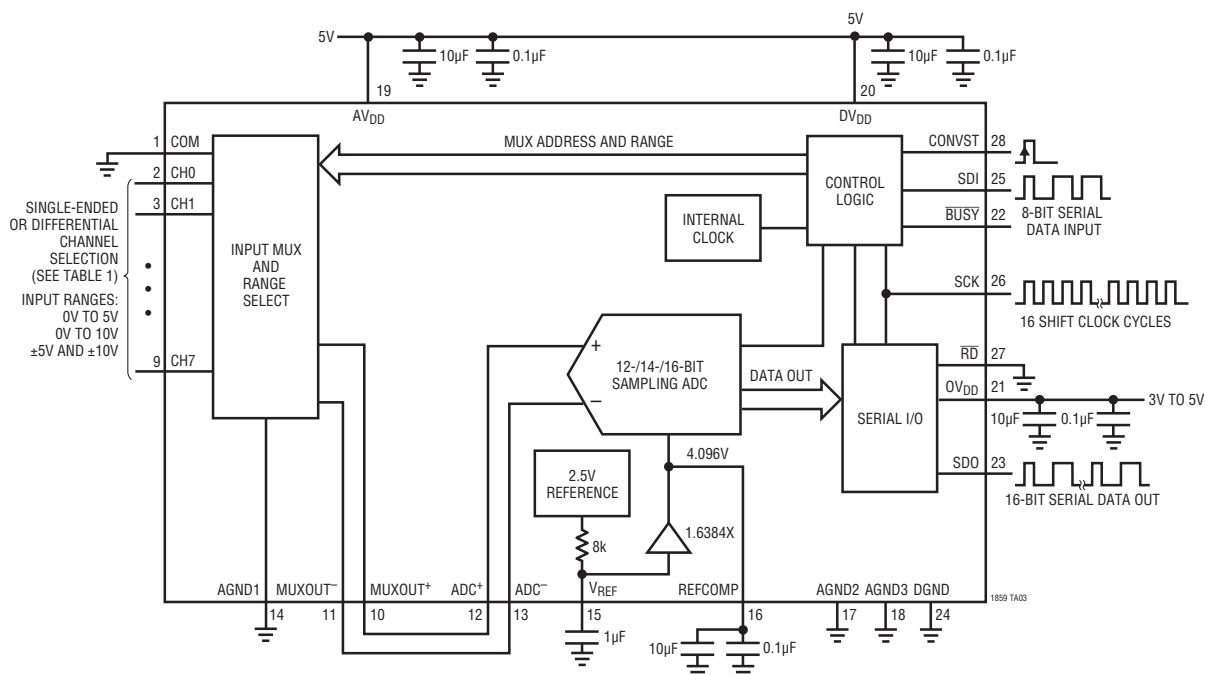 5V
5V
10µF
0.1µF
10µF
0.1µF
19
20
AVDD
DVDD
1
COM
MUX ADDRESS AND RANGE
CONVST
28
2
CH0
CONTROL
LOGIC
SDI
25
3
CH1
8-BIT SERIAL
DATA INPUT
SINGLE-ENDED
OR DIFFERENTIAL
CHANNEL
SELECTION
(SEE TABLE 1)
INTERNAL
CLOCK
BUSY
22
INPUT MUX
AND
RANGE
SELECT
INPUT RANGES:
0V TO 5V
0V TO 10V
±5V AND ±10V
SCK
26
16 SHIFT CLOCK CYCLES
9
CH7
+
12-/14-/16-BIT
SAMPLING ADC
–
DATA OUT
RD
27
OVDD
21
3V TO 5V
SERIAL I/O
10µF
0.1µF
4.096V
2.5V
REFERENCE
SDO
23
16-BIT SERIAL DATA OUT
1.6384X
8k
AGND1
MUXOUT–
MUXOUT+
ADC+
ADC–
VREF
REFCOMP
AGND2
AGND3
DGND
1859 TA03
14
11
10
12
13
15
16
17
18
24
1µF
10µF
0.1µF